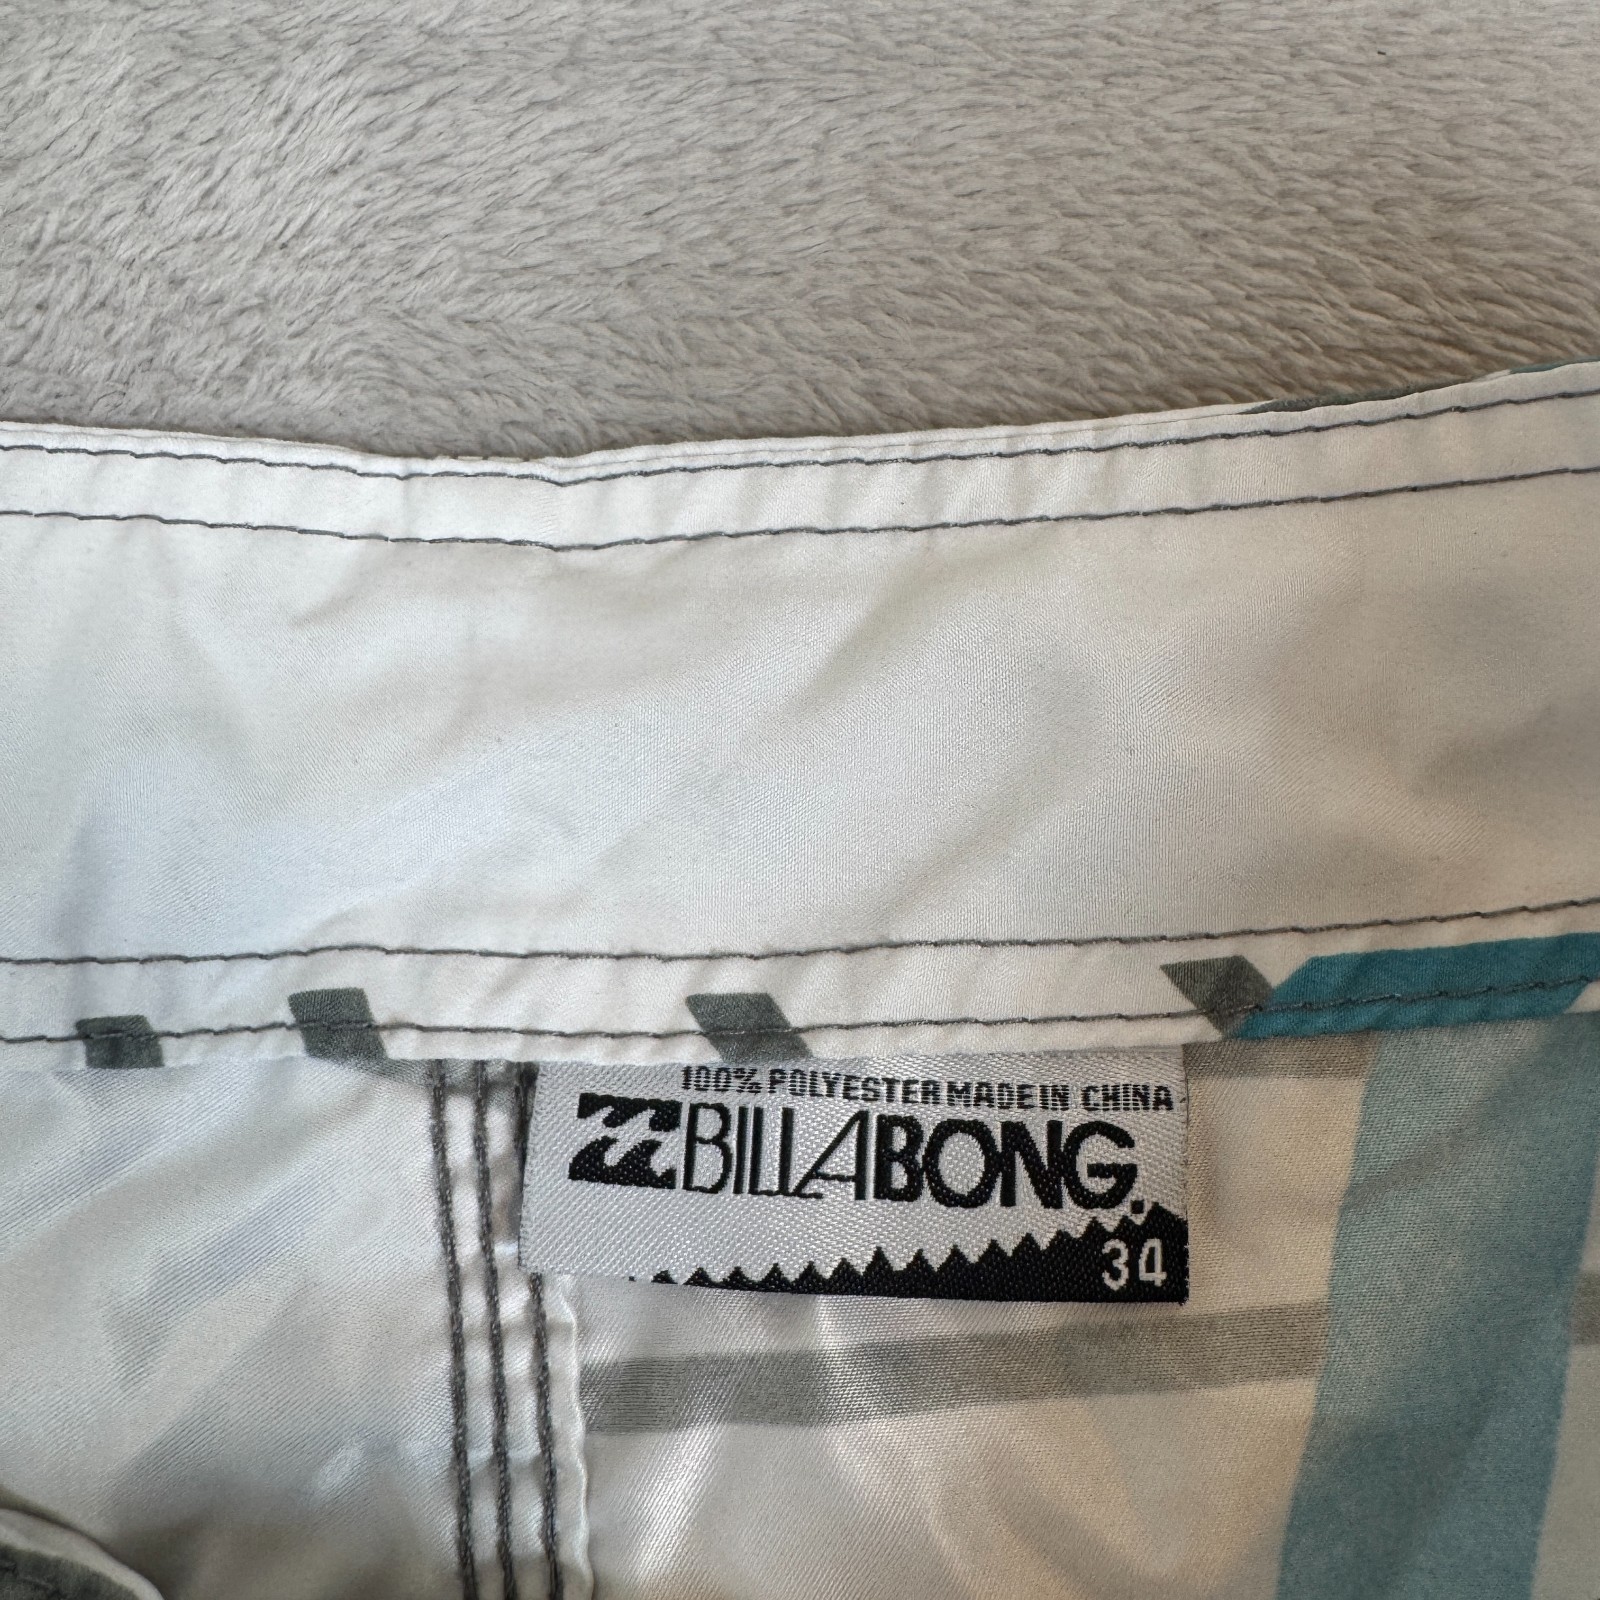 100% POLYESTER MADE IN CHINA
BILLABONG.
34